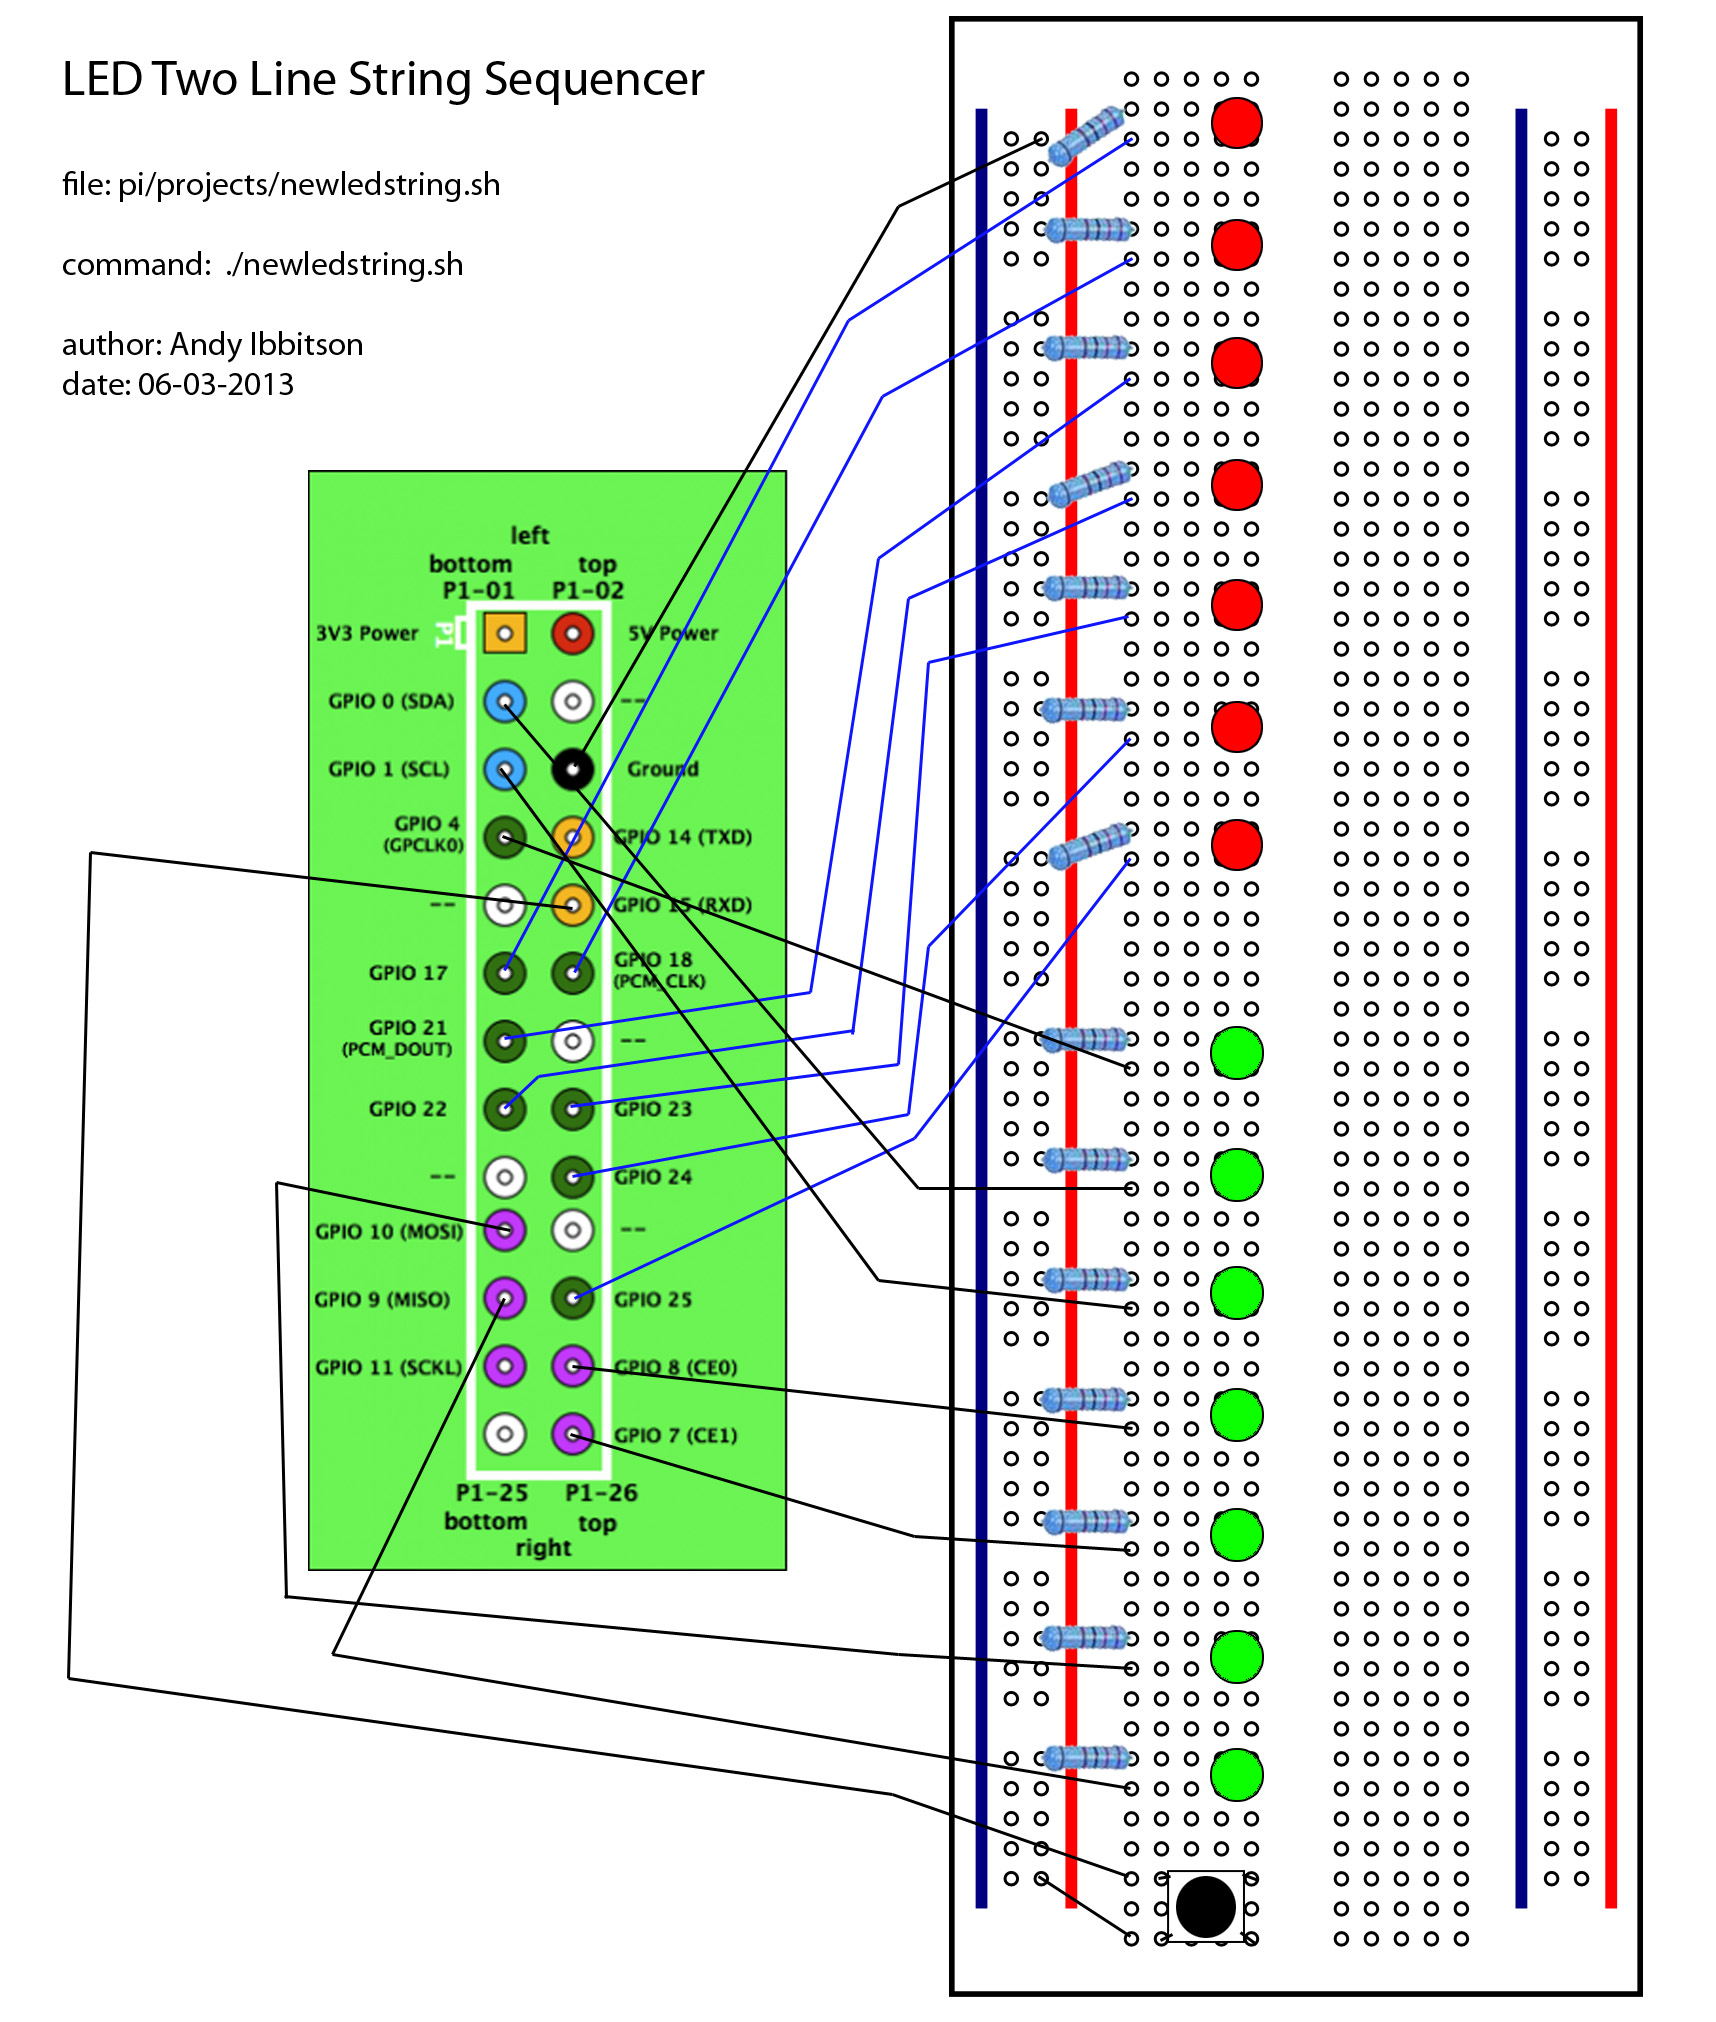 LED Two Line String Sequencer
file: pi/projects/newledstring.sh
command: ./newledstring.sh
author: Andy Ibbitson
date: 06-03-2013
left
bottom top
P1-01 P1-02
3V3 Power P1 5V Power
GPIO 0 (SDA) --
GPIO 1 (SCL) Ground
GPIO 4 (GPCLK0) GPIO 14 (TXD)
-- GPIO 15 (RXD)
GPIO 17 GPIO 18 (PCM_CLK)
GPIO 21 (PCM_DOUT) --
GPIO 22 GPIO 23
-- GPIO 24
GPIO 10 (MOSI) --
GPIO 9 (MISO) GPIO 25
GPIO 11 (SCKL) GPIO 8 (CE0)
GPIO 7 (CE1)
P1-25 P1-26
bottom top
right